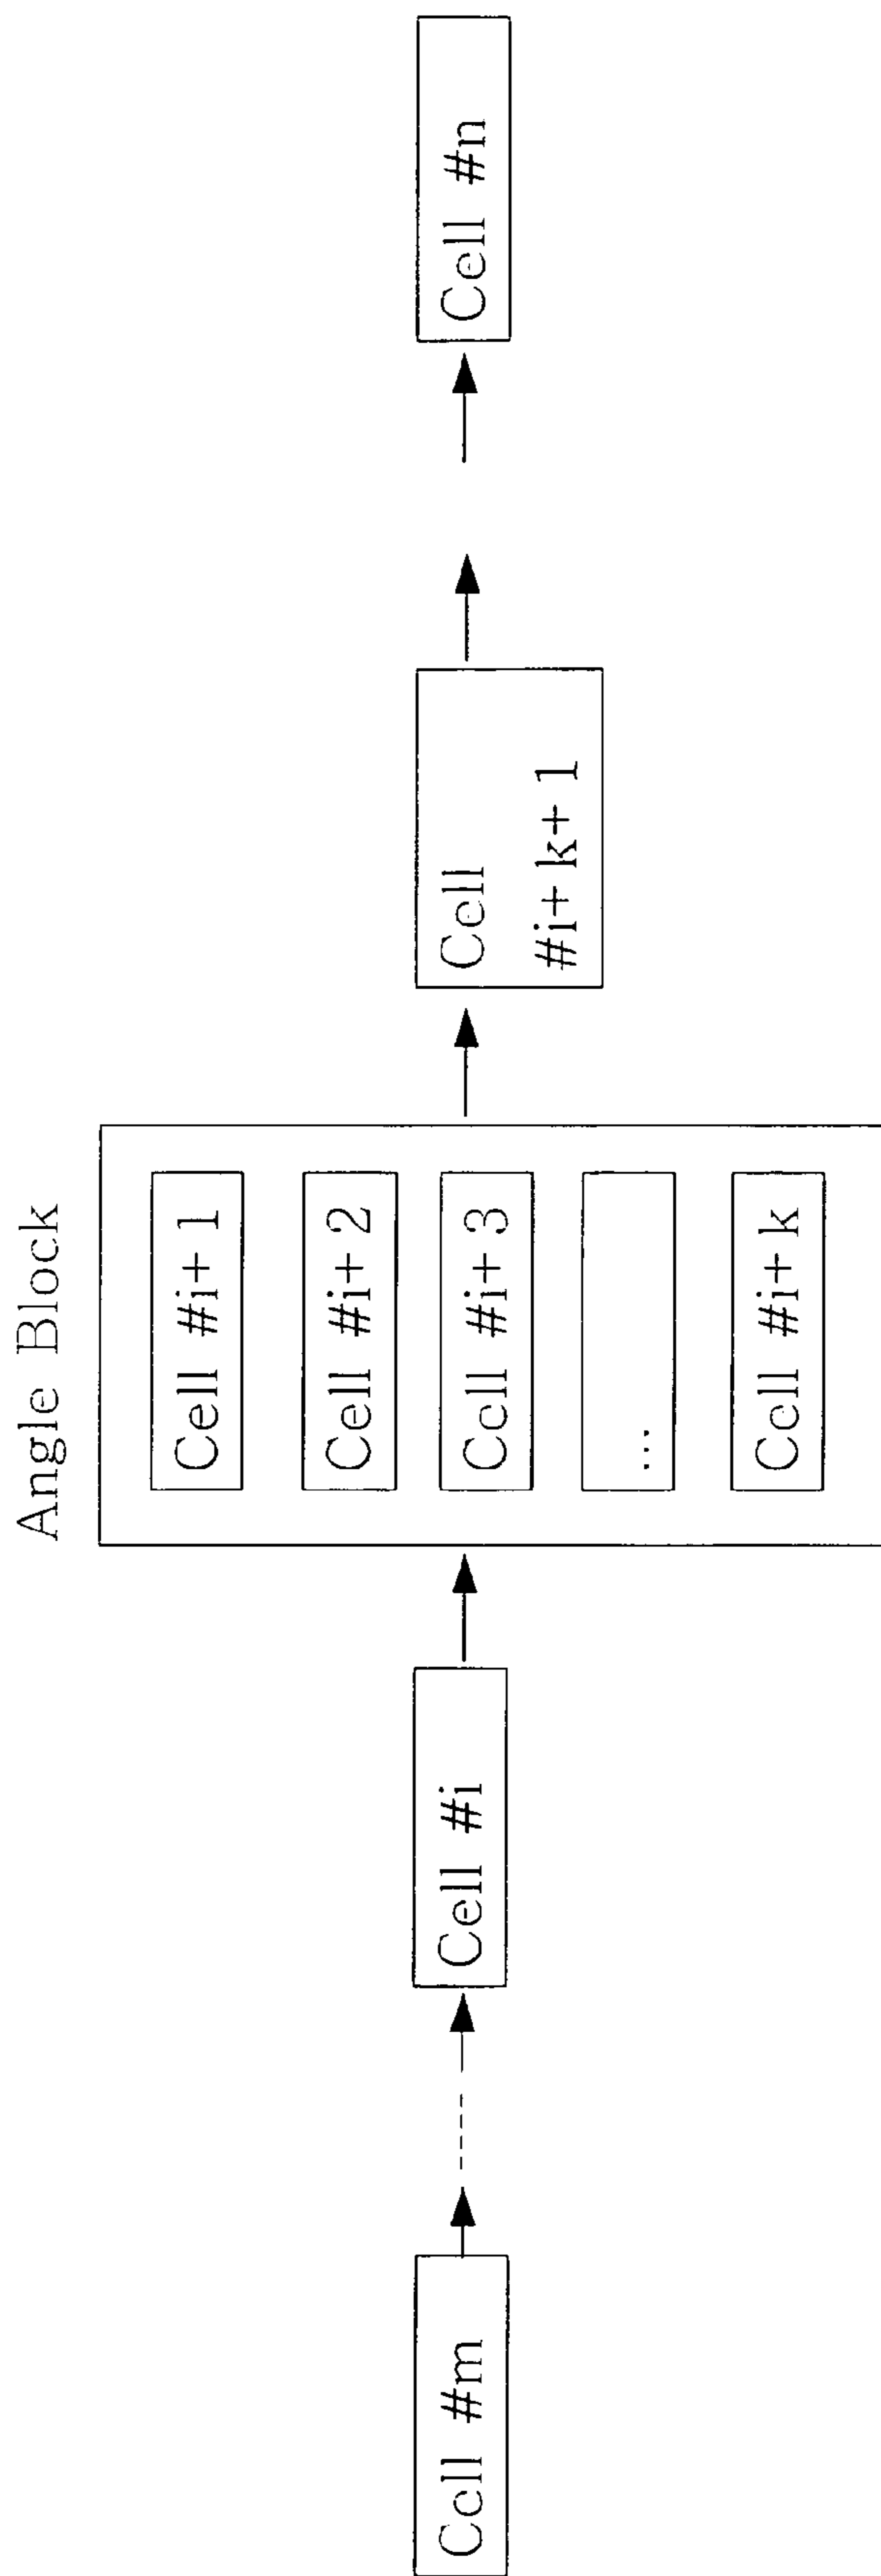 Angle Block
Cell #m
Cell #i
Cell #i+1
Cell #i+2
Cell #i+3
...
Cell #i+k
Cell
#i+k+1
Cell #n